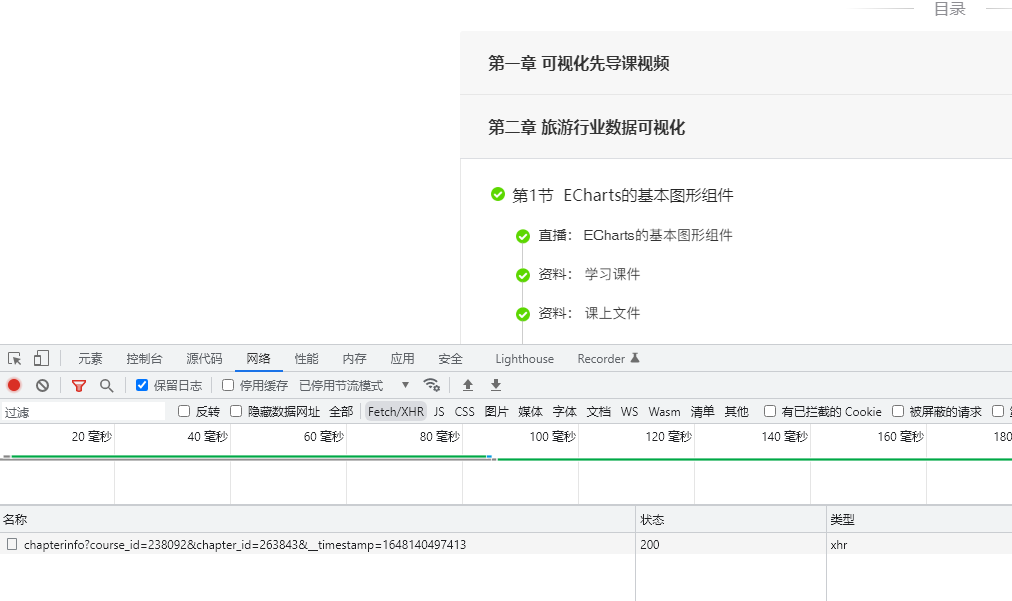 目录
第一章 可视化先导课视频
第二章 旅游行业数据可视化
第1节 ECharts的基本图形组件
直播： ECharts的基本图形组件
资料： 学习课件
资料： 课上文件
元素 控制台 源代码 网络 性能 内存 应用 安全 Lighthouse Recorder
保留日志 停用缓存 已停用节流模式
过滤 反转 隐藏数据网址 全部 Fetch/XHR JS CSS 图片 媒体 字体 文档 WS Wasm 清单 其他 有已拦截的 Cookie 被屏蔽的请求
20 毫秒 40 毫秒 60 毫秒 80 毫秒 100 毫秒 120 毫秒 140 毫秒 160 毫秒 180
名称 状态 类型
chapterinfo?course_id=238092&chapter_id=263843&__timestamp=1648140497413 200 xhr